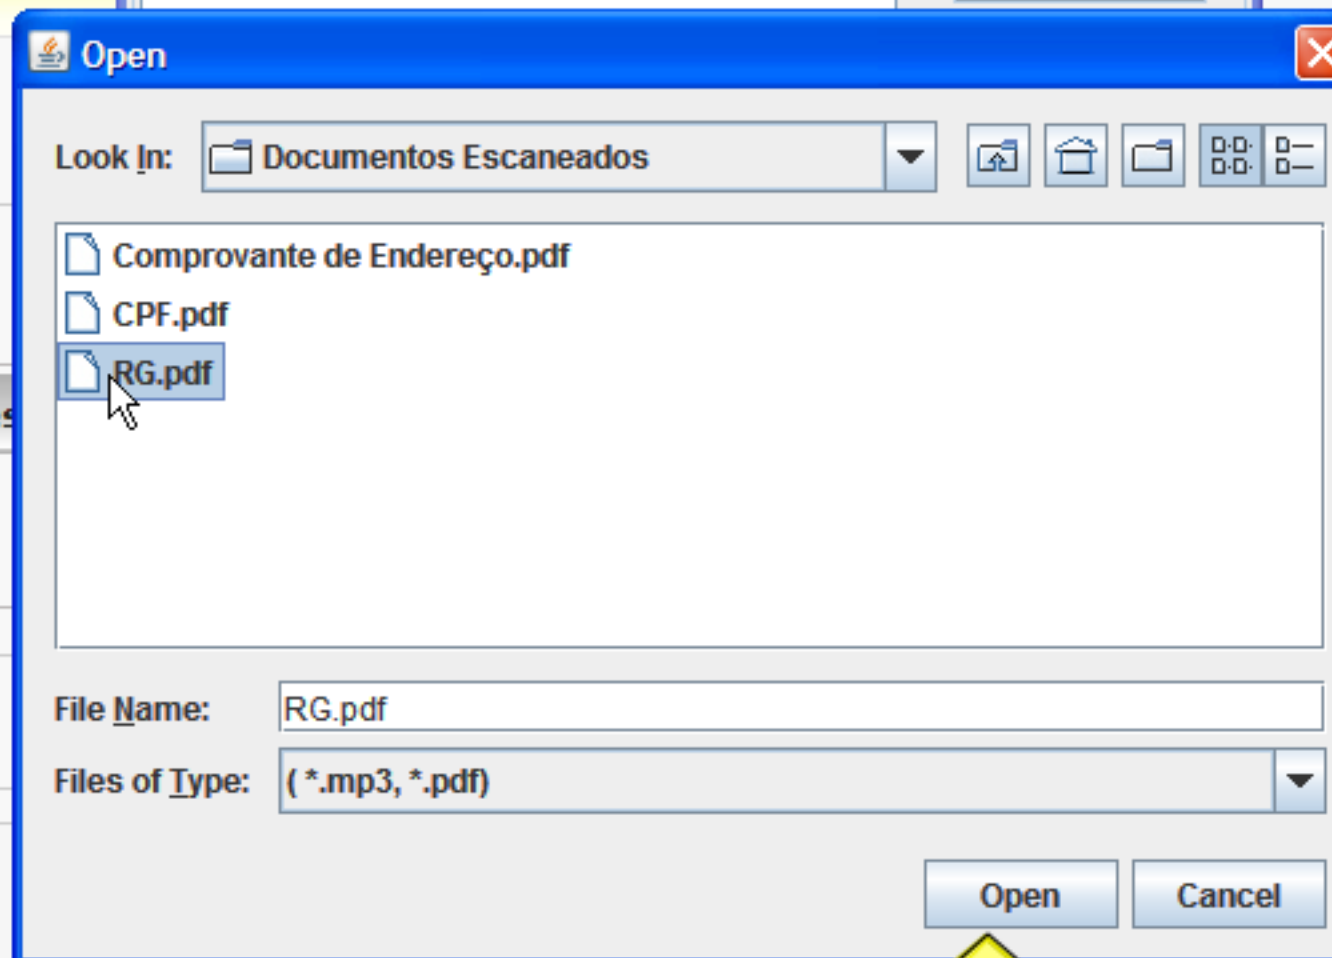 Open
Look In: Documentos Escaneados
Comprovante de Endereço.pdf
CPF.pdf
RG.pdf
File Name: RG.pdf
Files of Type: ( *.mp3, *.pdf)
Open Cancel